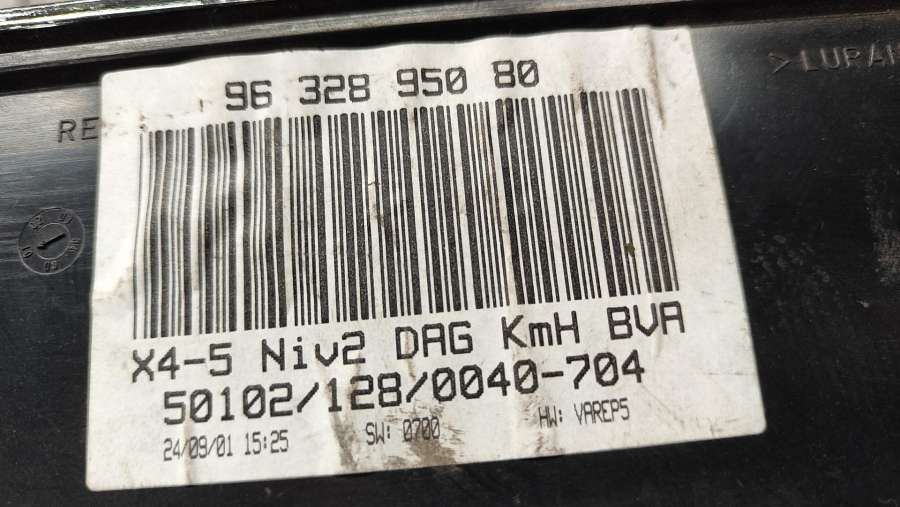 96 328 950 80
RE
>LUPAN
X4-5 Niv2 DAG KmH BVA
50102/128/0040-704
24/09/01 15:25 SW: 0700 HW: VAREP5